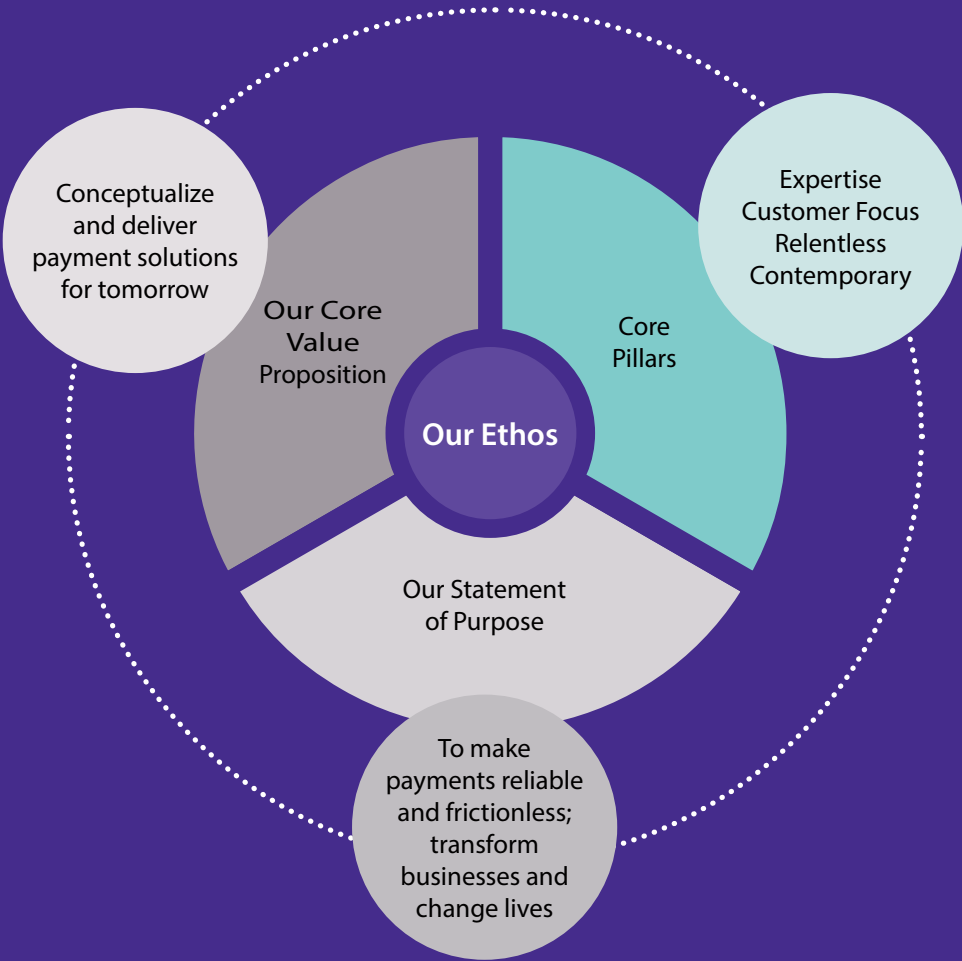 Conceptualize
and deliver
payment solutions
for tomorrow
Expertise
Customer Focus
Relentless
Contemporary
Our Core
Value
Proposition
Core
Pillars
Our Ethos
Our Statement
of Purpose
To make
payments reliable
and frictionless;
transform
businesses and
change lives